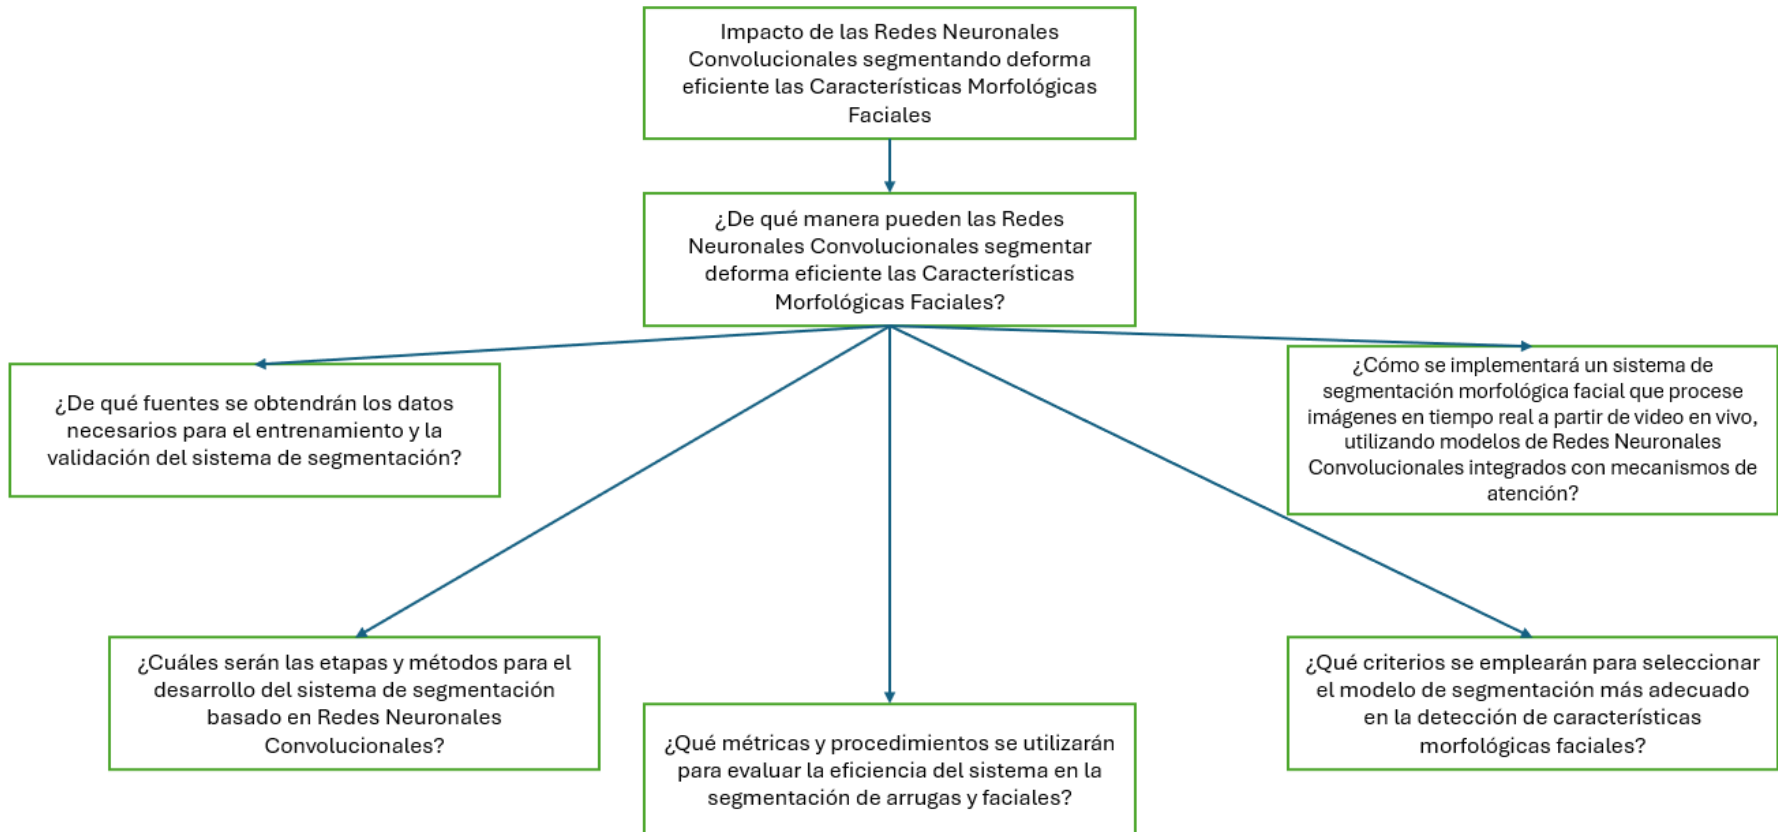 Impacto de las Redes Neuronales
Convolucionales segmentando deforma
eficiente las Características Morfológicas
Faciales
¿De qué manera pueden las Redes
Neuronales Convolucionales segmentar
deforma eficiente las Características
Morfológicas Faciales?
¿De qué fuentes se obtendrán los datos
necesarios para el entrenamiento y la
validación del sistema de segmentación?
¿Cómo se implementará un sistema de
segmentación morfológica facial que procese
imágenes en tiempo real a partir de video en vivo,
utilizando modelos de Redes Neuronales
Convolucionales integrados con mecanismos de
atención?
¿Cuáles serán las etapas y métodos para el
desarrollo del sistema de segmentación
basado en Redes Neuronales
Convolucionales?
¿Qué métricas y procedimientos se utilizarán
para evaluar la eficiencia del sistema en la
segmentación de arrugas y faciales?
¿Qué criterios se emplearán para seleccionar
el modelo de segmentación más adecuado
en la detección de características
morfológicas faciales?